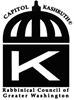 CAPITOL KASHRUTH®
K
Rabbinical Council of
Greater Washington